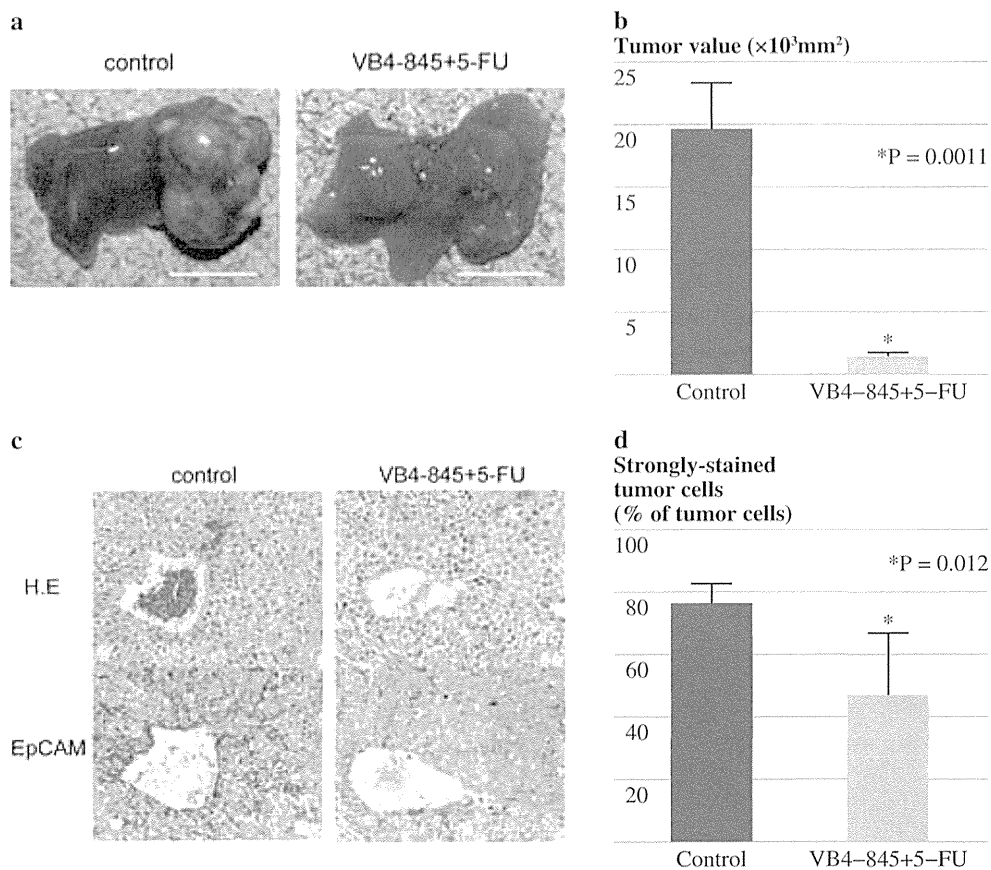 a
control
VB4-845+5-FU
b
Tumor value (×10³mm²)
25
20
*P = 0.0011
15
10
5
*
Control
VB4−845+5−FU
c
control
VB4-845+5-FU
H.E
EpCAM
d
Strongly-stained
tumor cells
(% of tumor cells)
100
*P = 0.012
80
*
60
40
20
Control
VB4−845+5−FU